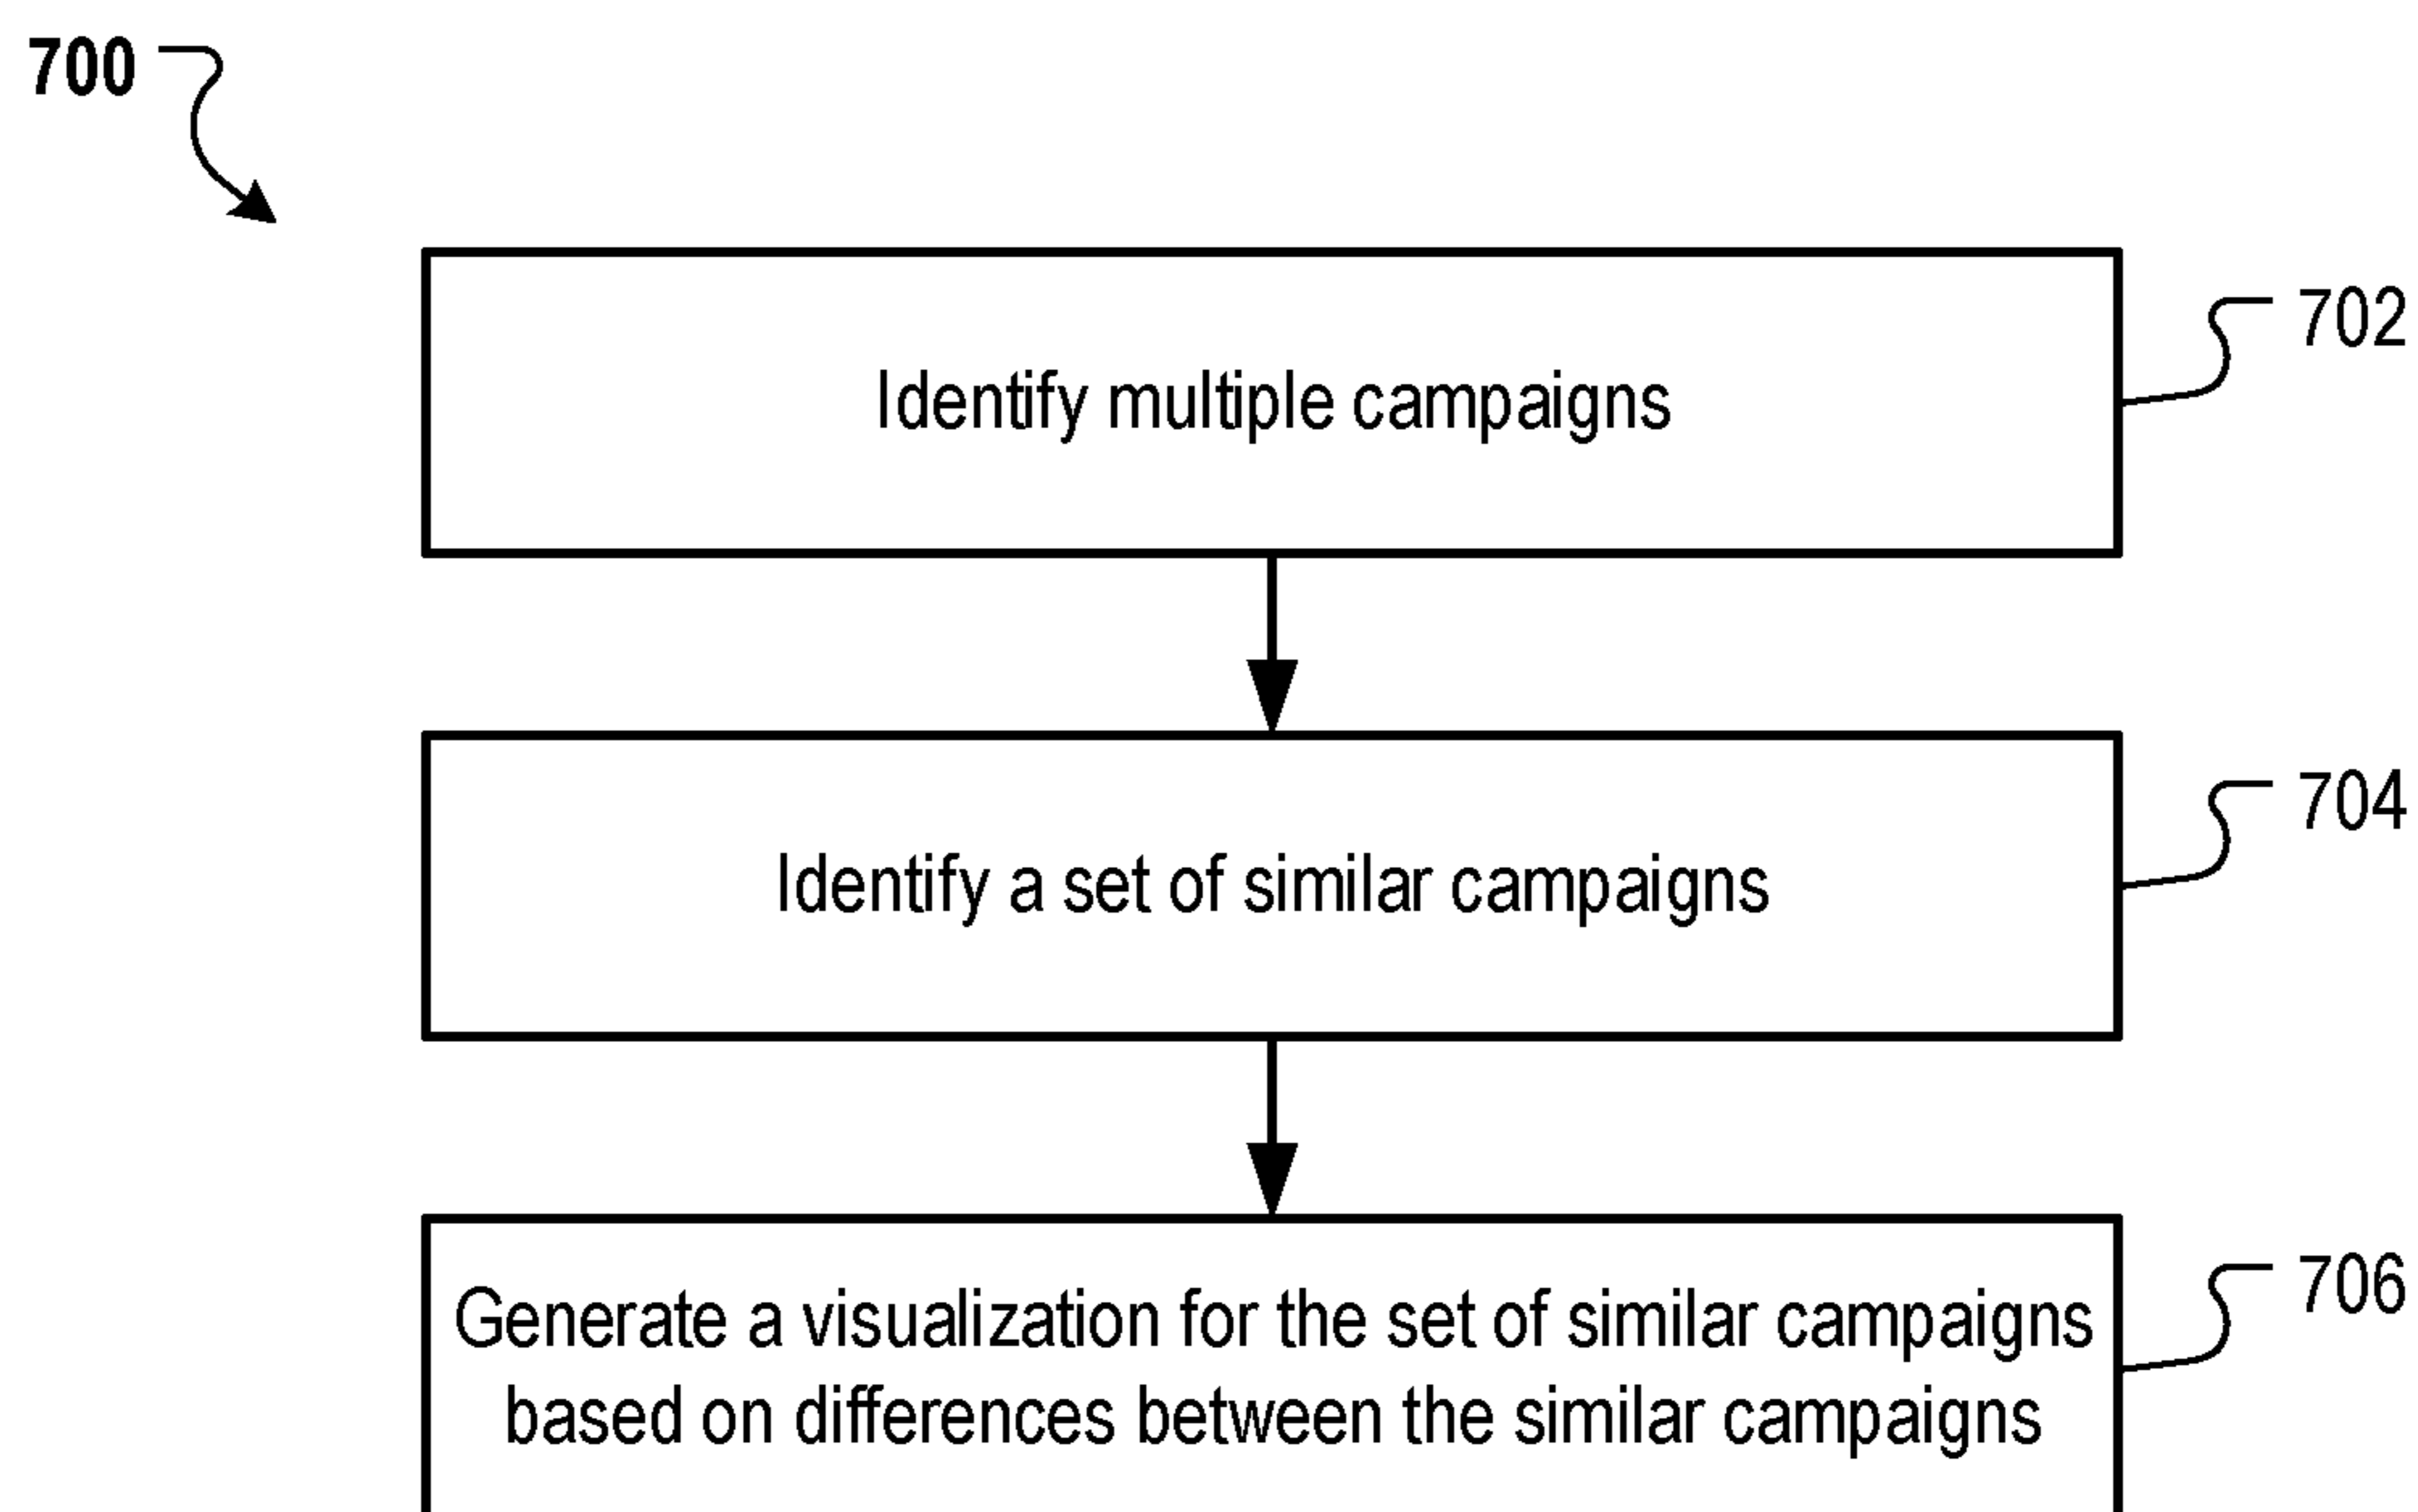 700
702
Identify multiple campaigns
704
Identify a set of similar campaigns
706
Generate a visualization for the set of similar campaigns
based on differences between the similar campaigns